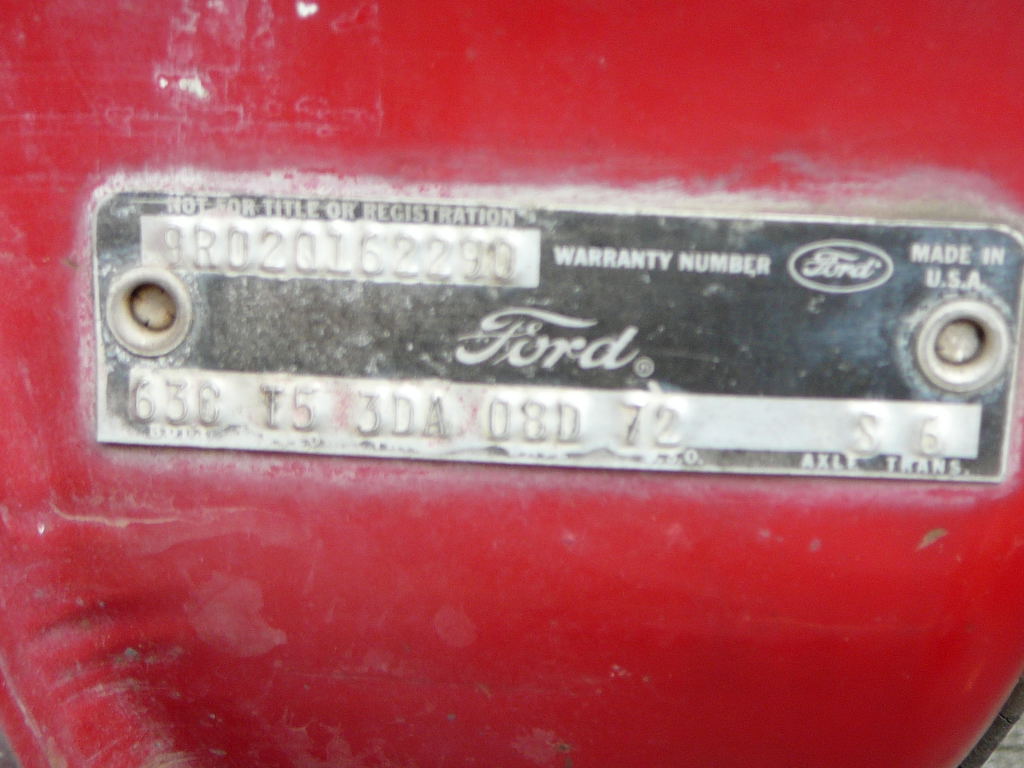 NOT FOR TITLE OR REGISTRATION
9R02Q162290
WARRANTY NUMBER
Ford
MADE IN
U.S.A.
Ford®
63C T5 3DA 08D 72 S 6
AXLE TRANS.